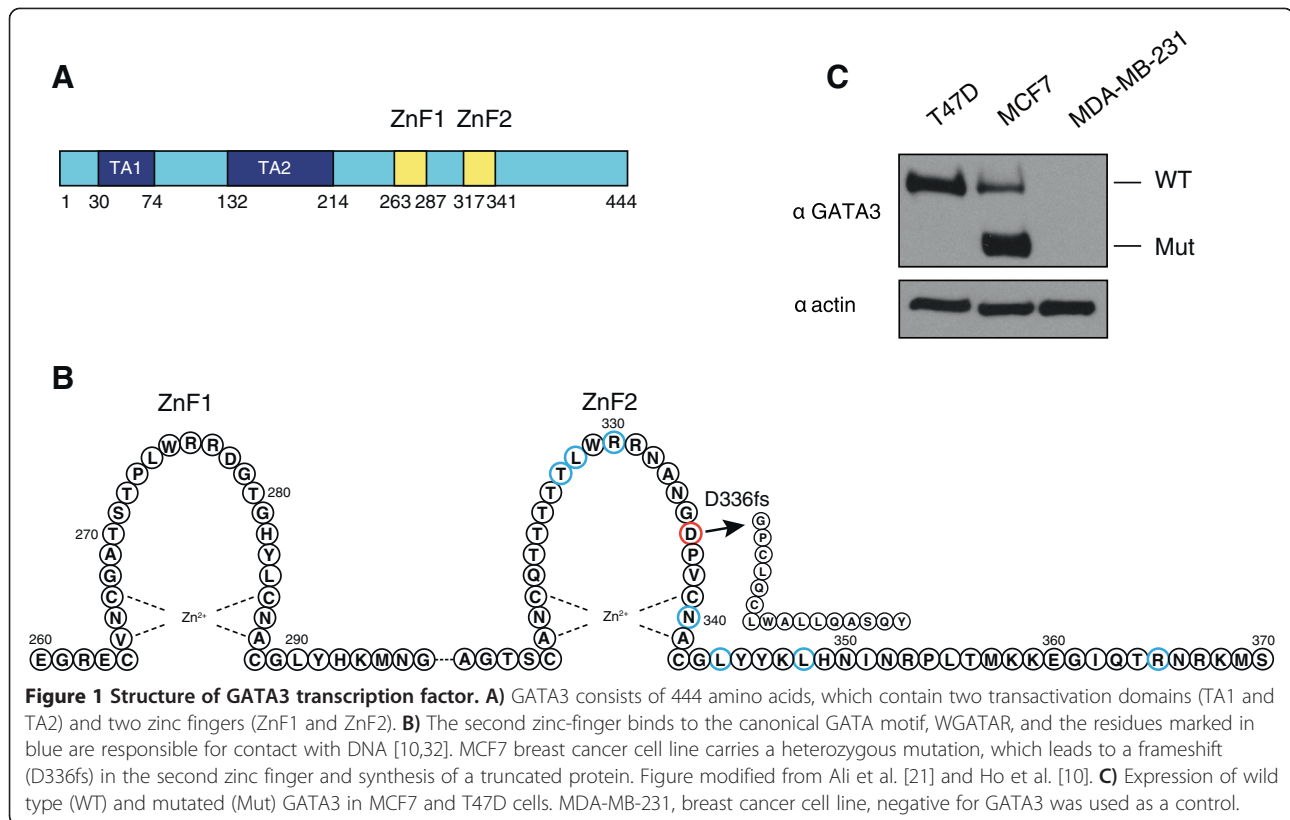 A
ZnF1 ZnF2
TA1 TA2
1 30 74 132 214 263 287 317 341 444
C
T47D MCF7 MDA-MB-231
α GATA3
WT
Mut
α actin
B
ZnF1
ZnF2
260 270 280 290
E G R E C V N C G A T S T P L W R R D G T G H Y L C N A C G L Y H K M N G
Zn2+
A G T S C A N C Q T T T T L W R R N A N G D P V C N A C G L Y Y K L H N I N R P L T M K K E G I Q T R N R K M S
Zn2+
330 340 350 360 370
D336fs
G P C L Q C L W A L L Q A S Q Y
Figure 1 Structure of GATA3 transcription factor. A) GATA3 consists of 444 amino acids, which contain two transactivation domains (TA1 and
TA2) and two zinc fingers (ZnF1 and ZnF2). B) The second zinc-finger binds to the canonical GATA motif, WGATAR, and the residues marked in
blue are responsible for contact with DNA [10,32]. MCF7 breast cancer cell line carries a heterozygous mutation, which leads to a frameshift
(D336fs) in the second zinc finger and synthesis of a truncated protein. Figure modified from Ali et al. [21] and Ho et al. [10]. C) Expression of wild
type (WT) and mutated (Mut) GATA3 in MCF7 and T47D cells. MDA-MB-231, breast cancer cell line, negative for GATA3 was used as a control.